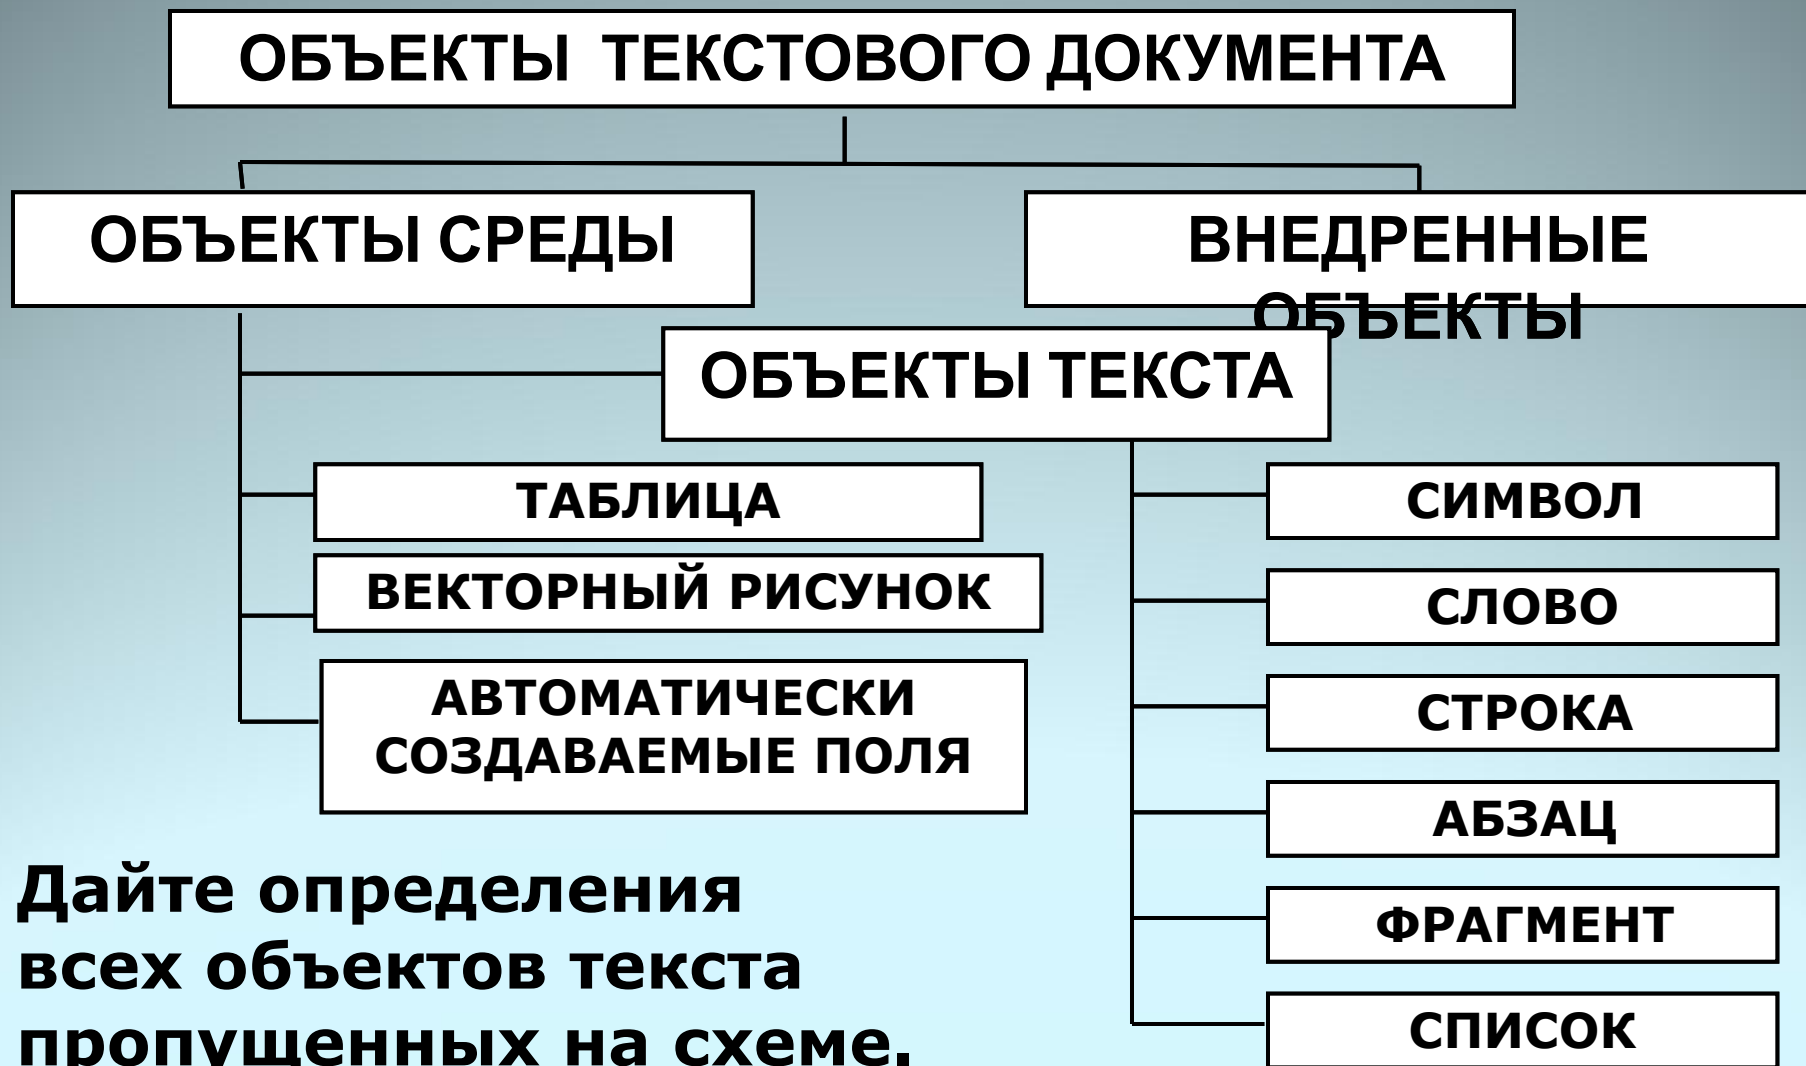 ОБЪЕКТЫ ТЕКСТОВОГО ДОКУМЕНТА
ОБЪЕКТЫ СРЕДЫ
ВНЕДРЕННЫЕ
ОБЪЕКТЫ
ОБЪЕКТЫ ТЕКСТА
ТАБЛИЦА
ВЕКТОРНЫЙ РИСУНОК
АВТОМАТИЧЕСКИ
СОЗДАВАЕМЫЕ ПОЛЯ
СИМВОЛ
СЛОВО
СТРОКА
АБЗАЦ
ФРАГМЕНТ
СПИСОК
Дайте определения
всех объектов текста
пропущенных на схеме.